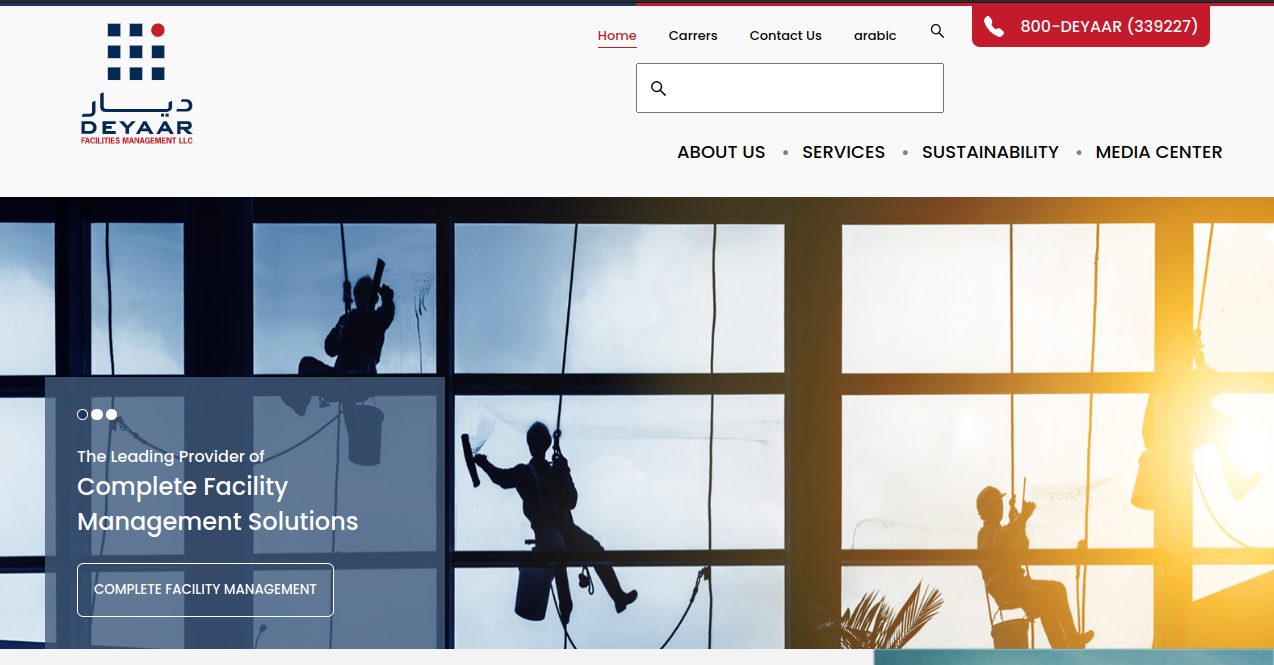 ديار
DEYAAR
FACILITIES MANAGEMENT LLC
Home
Carrers
Contact Us
arabic
800-DEYAAR (339227)
ABOUT US • SERVICES • SUSTAINABILITY • MEDIA CENTER
The Leading Provider of
Complete Facility
Management Solutions
COMPLETE FACILITY MANAGEMENT